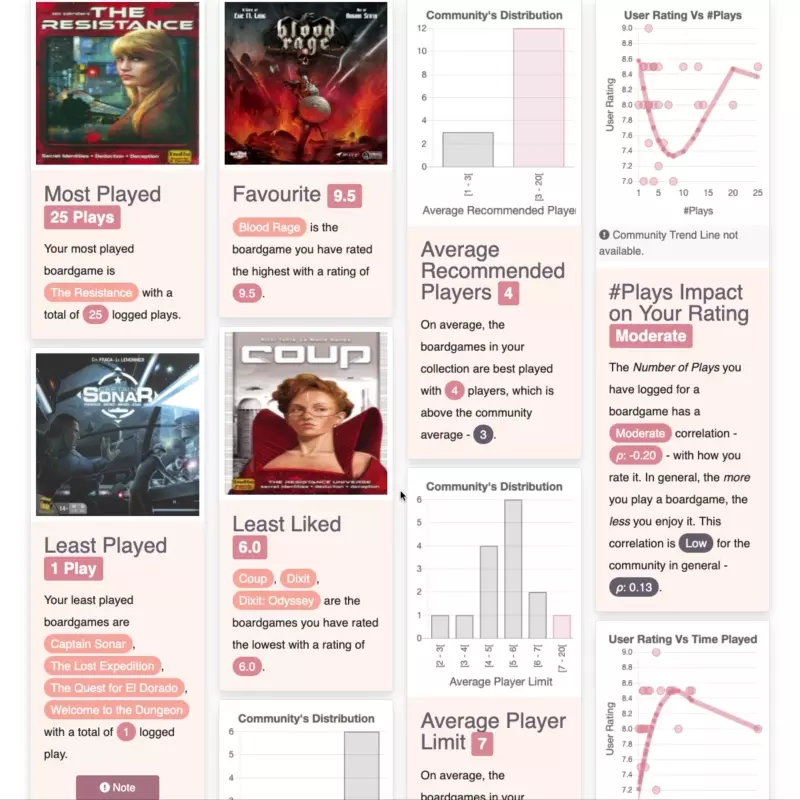 THE
RESISTANCE
Secret Identities • Deduction • Deception
Most Played
25 Plays
Your most played
boardgame is
The Resistance with a
total of 25 logged plays.
CAPTAIN
SONAR
14+
Least Played
1 Play
Your least played
boardgames are
Captain Sonar,
The Lost Expedition,
The Quest for El Dorado,
Welcome to the Dungeon
with a total of 1 logged
play.
Note
blood
rage
Favourite 9.5
Blood Rage is the
boardgame you have rated
the highest with a rating of
9.5.
coup
THE RESISTANCE UNIVERSE
secret identities • deduction • deception
Least Liked
6.0
Coup, Dixit,
Dixit: Odyssey are the
boardgames you have rated
the lowest with a rating of
6.0.
Community's Distribution
6
5
4
3
2
Community's Distribution
12
10
8
6
4
2
0
[1 - 3[
[3 - 20[
Average Recommended Player
Average
Recommended
Players 4
On average, the
boardgames in your
collection are best played
with 4 players, which is
above the community
average - 3.
Community's Distribution
6
5
4
3
2
1
0
[2 - 3[
[3 - 4[
[4 - 5[
[5 - 6[
[6 - 7[
[7 - 20[
Average Player Limit
Average Player
Limit 7
On average, the
boardgames in your
User Rating Vs #Plays
User Rating
9.0
8.8
8.6
8.4
8.2
8.0
7.8
7.6
7.4
7.2
7.0
1 5 10 15 20 25
#Plays
Community Trend Line not
available.
#Plays Impact
on Your Rating
Moderate
The Number of Plays you
have logged for a
boardgame has a
Moderate correlation -
ρ: -0.20 - with how you
rate it. In general, the more
you play a boardgame, the
less you enjoy it. This
correlation is Low for the
community in general -
ρ: 0.13.
User Rating Vs Time Played
User Rating
9.0
8.8
8.6
8.4
8.2
8.0
7.8
7.6
7.4
7.2